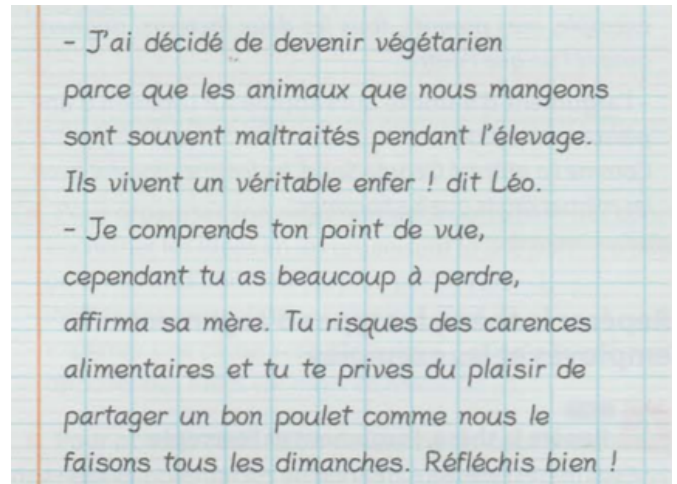 - J'ai décidé de devenir végétarien
parce que les animaux que nous mangeons
sont souvent maltraités pendant l'élevage.
Ils vivent un véritable enfer ! dit Léo.
- Je comprends ton point de vue,
cependant tu as beaucoup à perdre,
affirma sa mère. Tu risques des carences
alimentaires et tu te prives du plaisir de
partager un bon poulet comme nous le
faisons tous les dimanches. Réfléchis bien !